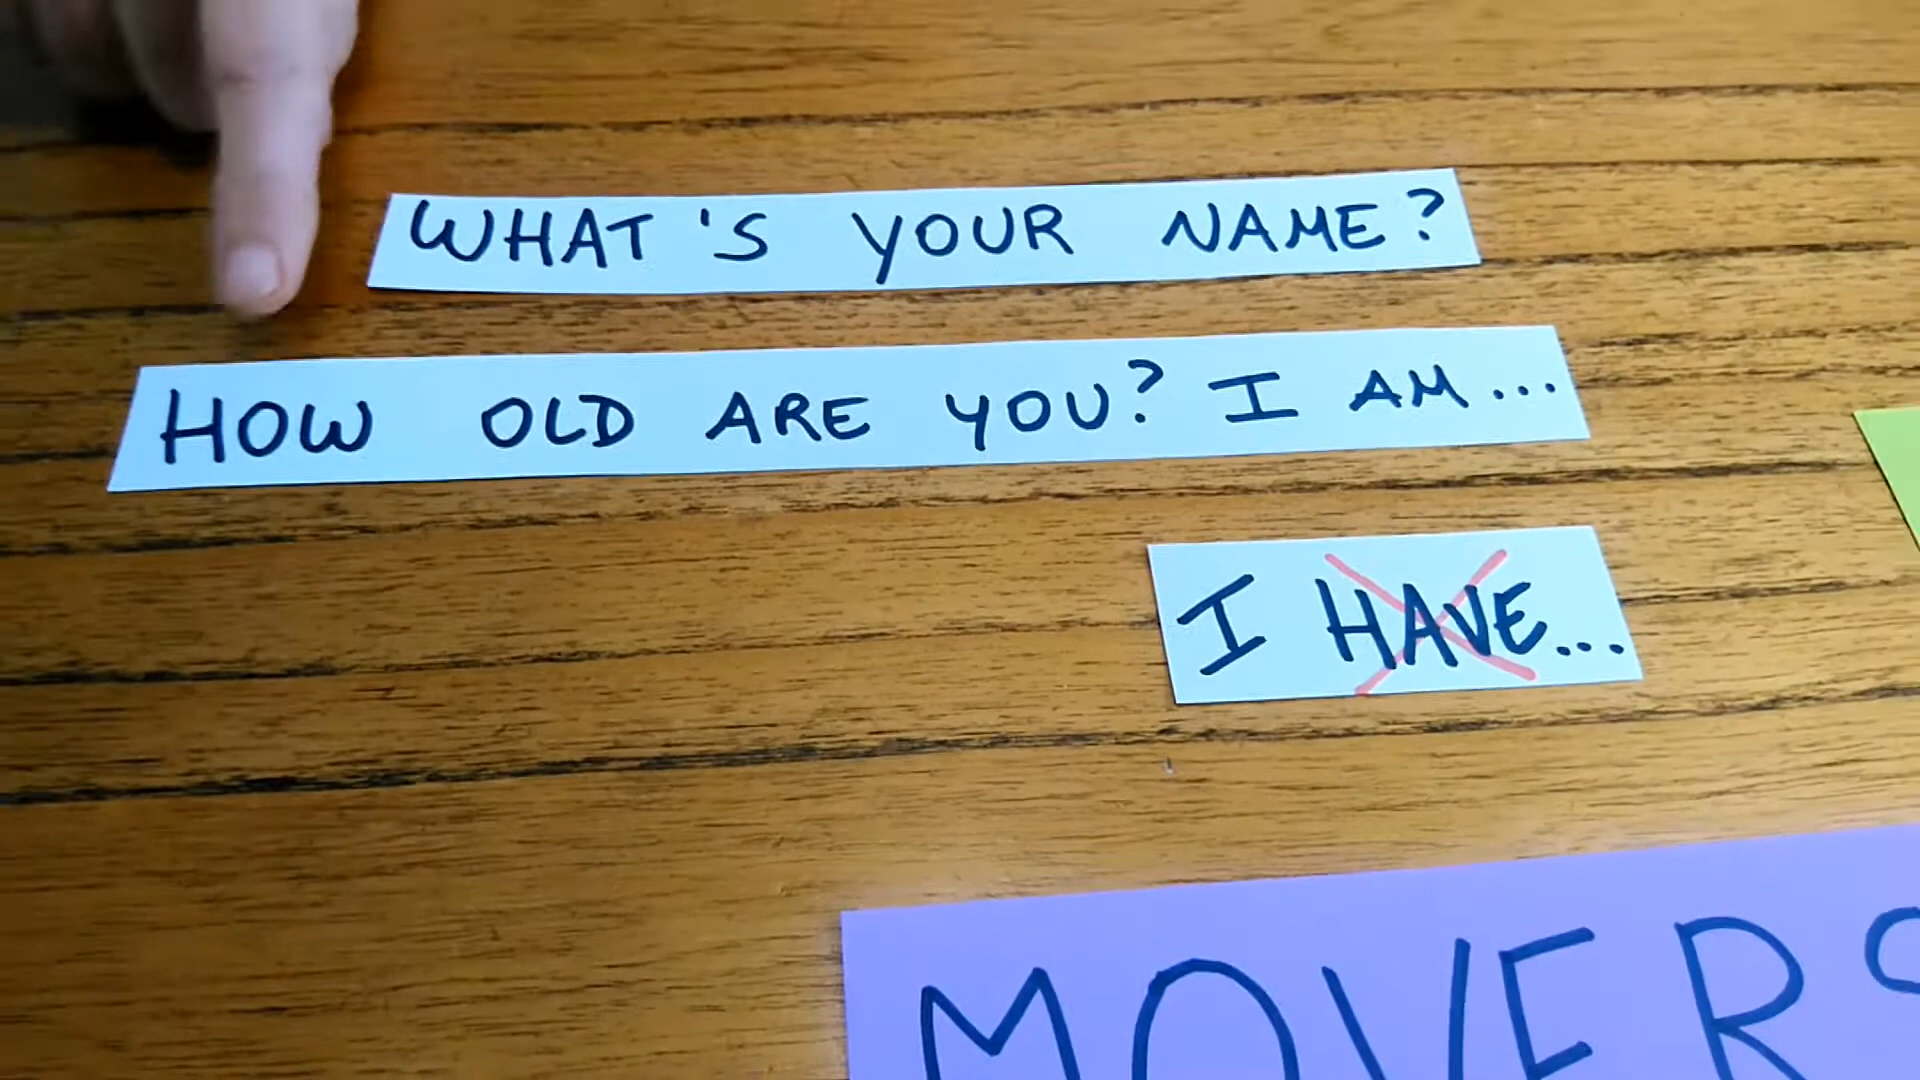 WHAT'S YOUR NAME?
HOW OLD ARE YOU? I AM...
I HAVE...
MOVERS